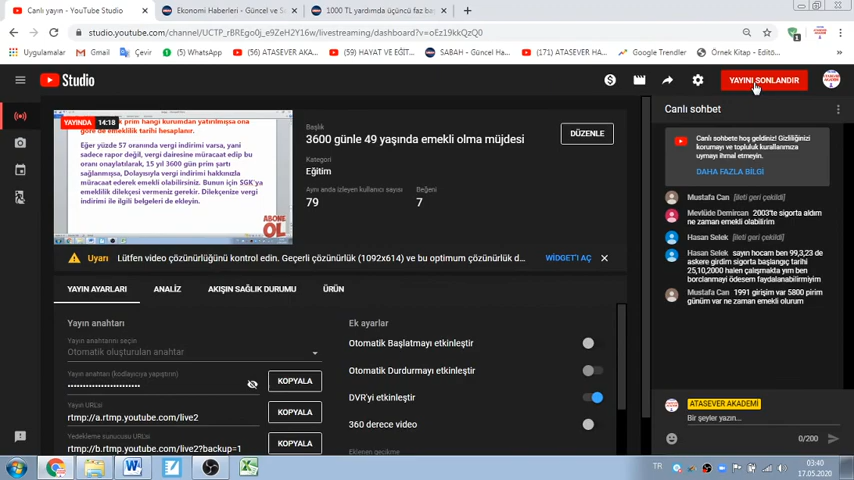 Canlı yayın - YouTube Studio
Ekonomi Haberleri - Güncel ve S
1000 TL yardımda üçüncü faz ba
studio.youtube.com/channel/UCTP_rBREgo0j_e9ZeH2Y16w/livestreaming/dashboard?v=oEz19kkQzQ0
Uygulamalar
Gmail
Çevir
(5) WhatsApp
(56) ATASEVER AKAD...
(59) HAYAT VE EĞİT...
SABAH - Güncel Ha...
(171) ATASEVER AKA...
Google Trendler
Örnek Kitap - Editö...
Studio
YAYINI SONLANDIR
YAYINDA 14:18
prim hangi kurumdan yatırılmışsa ona
göre de emeklilik tarihi hesaplanır.
Eğer yüzde 57 oranında vergi indirimi varsa, yani
sadece rapor değil, vergi dairesine müracaat edip bu
oranı onaylatarak, 15 yıl 3600 gün prim şartı
sağlanmışsa, Dolayısıyla vergi indirimi hakkınızla
müracaat ederek emekli olabilirsiniz. Bunun için SGK'ya
emeklilik dilekçesi vermeniz gerekir. Dilekçenize vergi
indirimi ile ilgili belgeleri de ekleyin.
ABONE
OL
Başlık
3600 günle 49 yaşında emekli olma müjdesi
Kategori
Eğitim
Aynı anda izleyen kullanıcı sayısı
Beğeni
79
7
DÜZENLE
Uyarı
Lütfen video çözünürlüğünü kontrol edin. Geçerli çözünürlük (1092x614) ve bu optimum çözünürlük d...
WIDGET'I AÇ
YAYIN AYARLARI
ANALİZ
AKIŞIN SAĞLIK DURUMU
ÜRÜN
Yayın anahtarı
Yayın anahtarını seçin
Otomatik oluşturulan anahtar
Yayın anahtarı (kodlayıcıya yapıştırın)
••••••••••••••••••••••••
KOPYALA
Yayın URLsi
rtmp://a.rtmp.youtube.com/live2
KOPYALA
Yedekleme sunucusu URLsi
rtmp://b.rtmp.youtube.com/live2?backup=1
KOPYALA
Ek ayarlar
Otomatik Başlatmayı etkinleştir
Otomatik Durdurmayı etkinleştir
DVR'yi etkinleştir
360 derece video
Eklenen gecikme
Canlı sohbet
Canlı sohbete hoş geldiniz! Gizliliğinizi
korumayı ve topluluk kurallarımıza
uymayı ihmal etmeyin.
DAHA FAZLA BİLGİ
Mustafa Can [ileti geri çekildi]
Mevlüde Demircan 2003'te sigorta aldım
ne zaman emekli olabilirim
Hasan Selek [ileti geri çekildi]
Hasan Selek sayın hocam ben 99,3,23 de
askere girdim sigorta başlangıç tarihi
25,10,2000 halen çalışmakta yım ben
borclanmayi ödesem faydalanabilirmiyim
Mustafa Can 1991 girişim var 5800 pirim
günüm var ne zaman emekli olurum
ATASEVER AKADEMİ
Bir şeyler yazın...
0/200
TR
03:40
17.05.2020